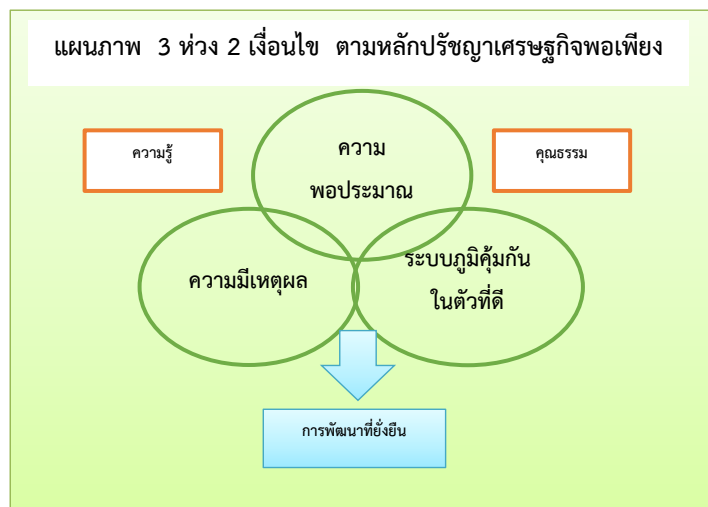 แผนภาพ 3 ห่วง 2 เงื่อนไข ตามหลักปรัชญาเศรษฐกิจพอเพียง
ความรู้
ความ
พอประมาณ
คุณธรรม
ความมีเหตุผล
ระบบภูมิคุ้มกัน
ในตัวที่ดี
การพัฒนาที่ยั่งยืน